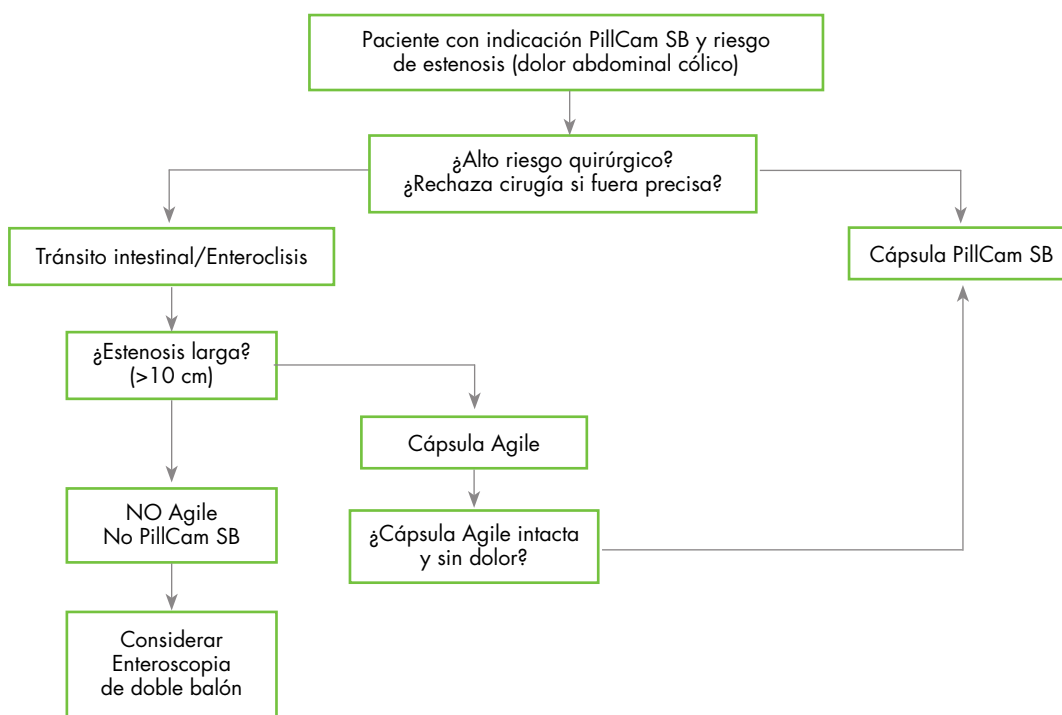 Paciente con indicación PillCam SB y riesgo
de estenosis (dolor abdominal cólico)
¿Alto riesgo quirúrgico?
¿Rechaza cirugía si fuera precisa?
Tránsito intestinal/Enteroclisis
Cápsula PillCam SB
¿Estenosis larga?
(>10 cm)
Cápsula Agile
NO Agile
No PillCam SB
¿Cápsula Agile intacta
y sin dolor?
Considerar
Enteroscopia
de doble balón